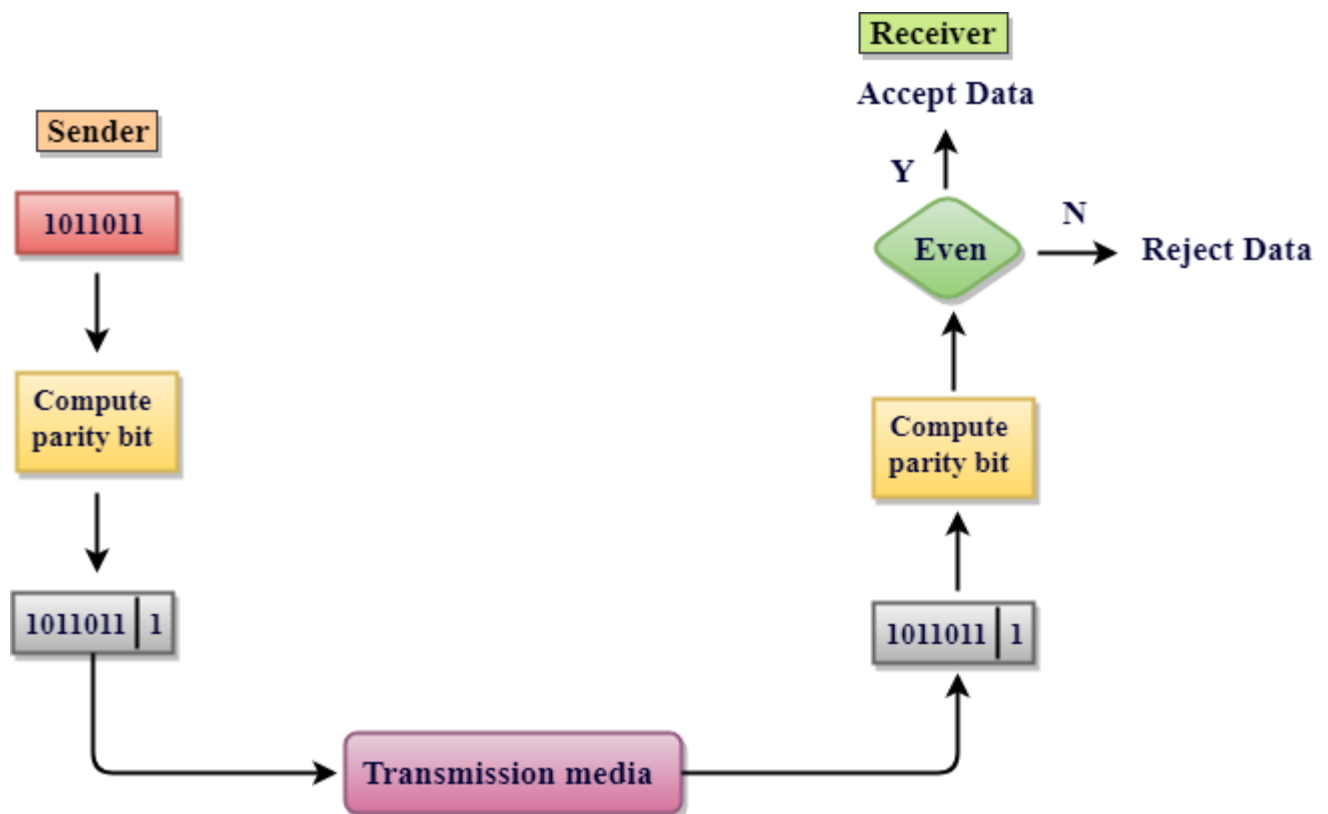 Sender
1011011
Compute
parity bit
1011011 | 1
Transmission media
Receiver
Accept Data
Y
Even
N
Reject Data
Compute
parity bit
1011011 | 1